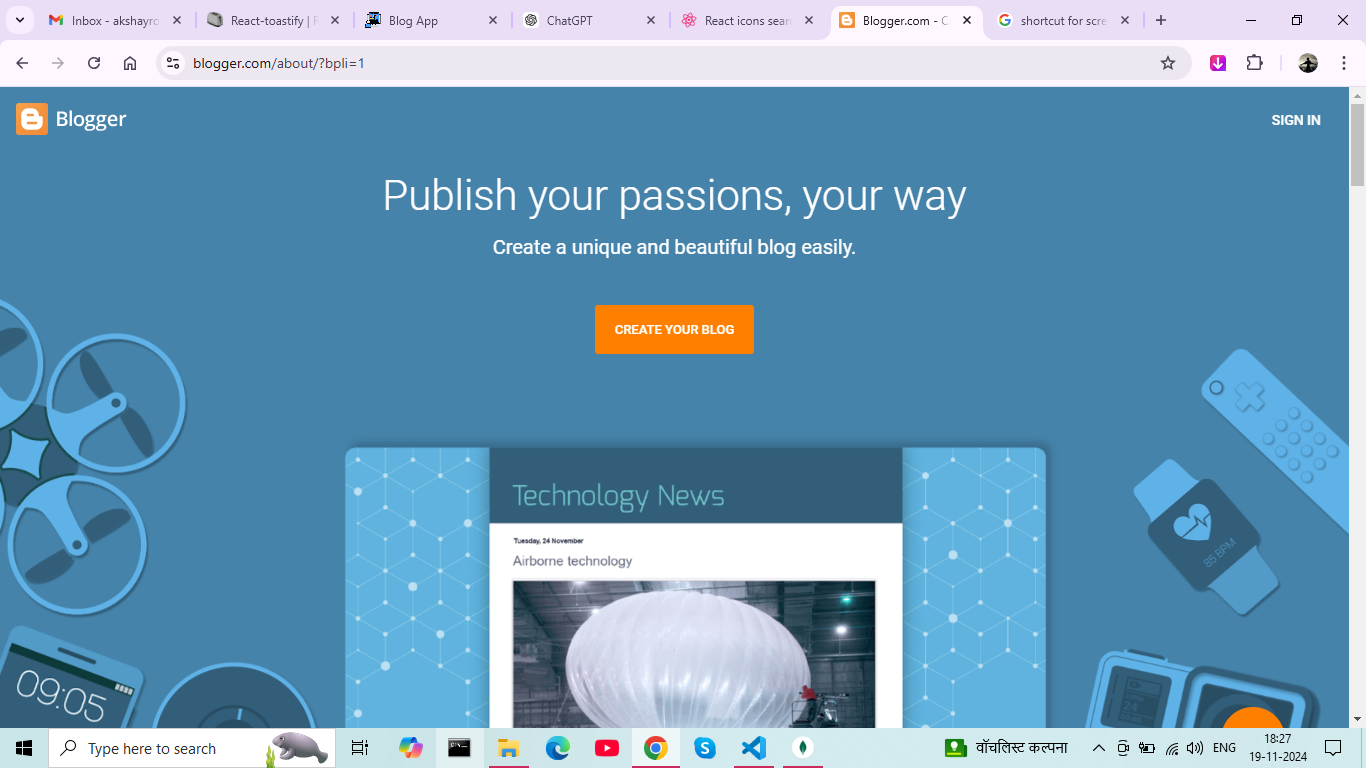 Inbox - akshayro
React-toastify | R
Blog App
ChatGPT
React icons sear
Blogger.com - C
shortcut for scre
blogger.com/about/?bpli=1
Blogger
SIGN IN
Publish your passions, your way
Create a unique and beautiful blog easily.
CREATE YOUR BLOG
Technology News
Tuesday, 24 November
Airborne technology
85 BPM
09:05
24
Type here to search
वॉचलिस्ट कल्पना
ENG
18:27
19-11-2024